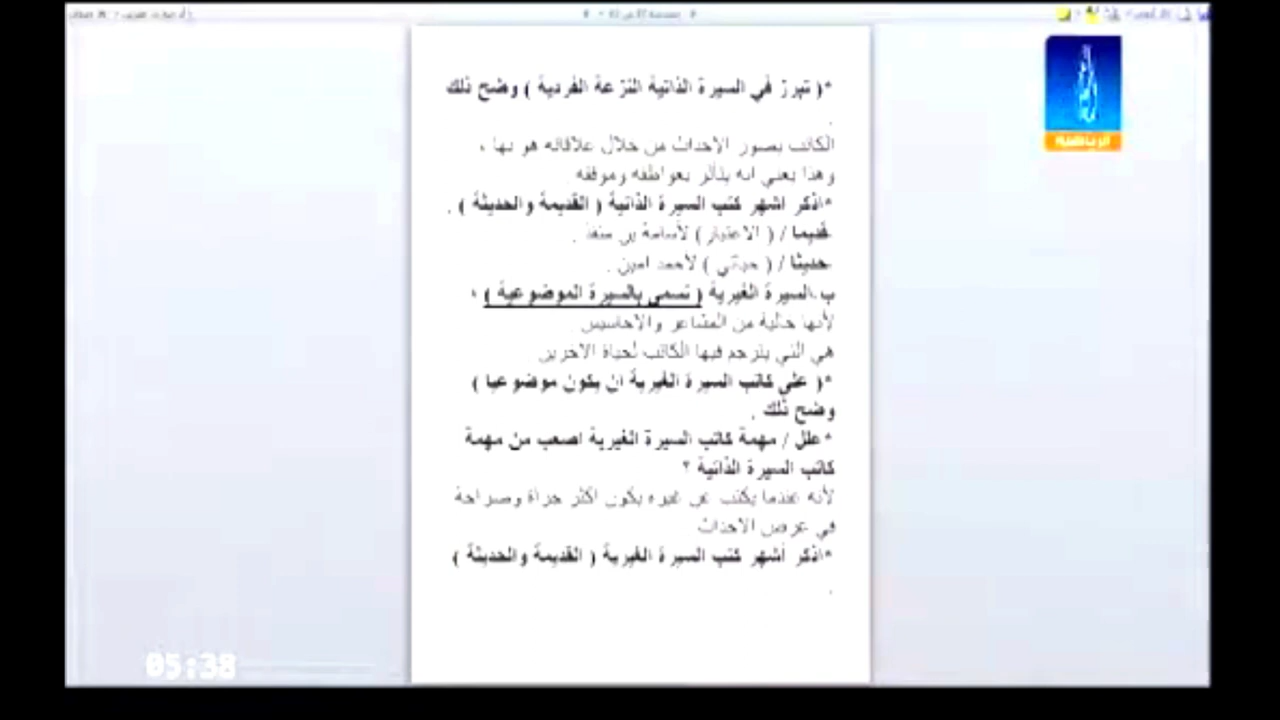 *( تبرز في السيرة الذاتية النزعة الفردية ) وضح ذلك
.
الكاتب يصور الاحداث من خلال علاقاته هو بها ،
وهذا يعني انه يتأثر بعواطفه وموقفه .
*اذكر اشهر كتب السيرة الذاتية ( القديمة والحديثة ) .
قديما / ( الاعتبار ) لأسامة بن منقذ .
حديثا / ( حياتي ) لأحمد امين .
ب.السيرة الغيرية ( تسمى بالسيرة الموضوعية ) ،
لأنها خالية من المشاعر والاحاسيس .
هي التي يترجم فيها الكاتب لحياة الاخرين .
*( على كاتب السيرة الغيرية ان يكون موضوعيا )
وضح ذلك .
*علل / مهمة كاتب السيرة الغيرية اصعب من مهمة
كاتب السيرة الذاتية ؟
لأنه عندما يكتب عن غيره يكون اكثر جرأة وصراحة
في عرض الاحداث
*اذكر أشهر كتب السيرة الغيرية ( القديمة والحديثة )
.
الرياضية
05:38